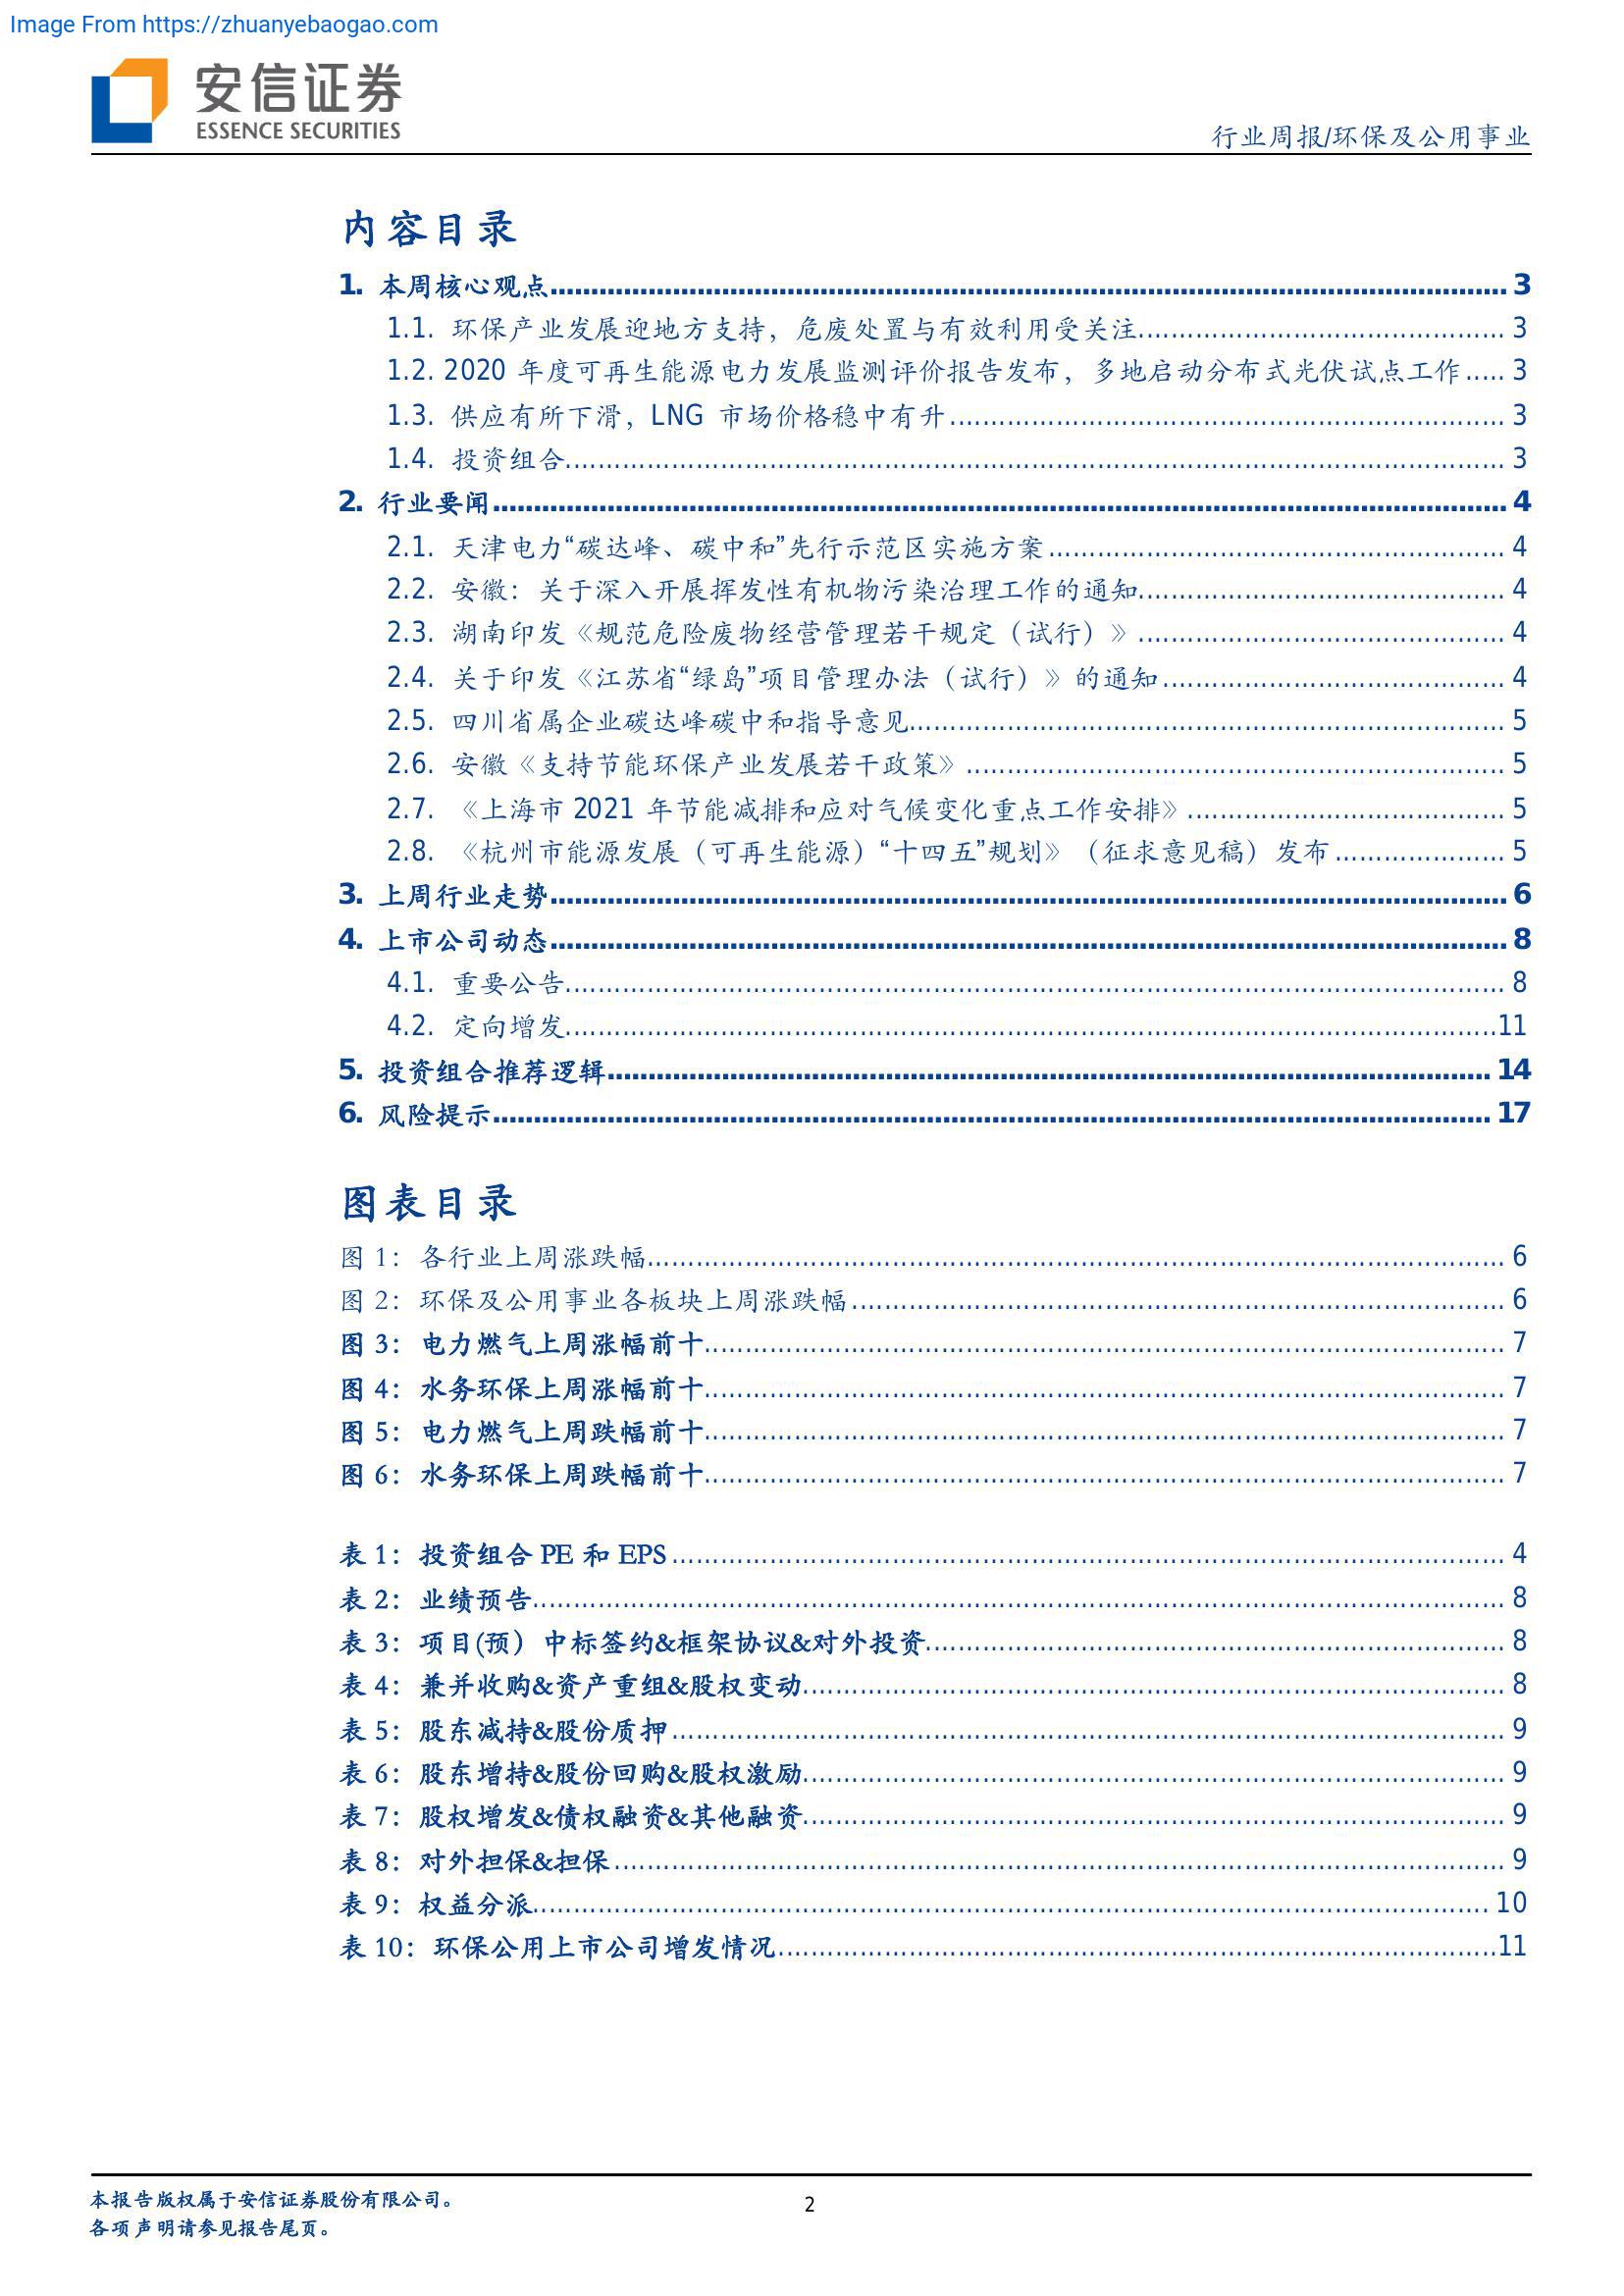 Image From https://zhuanyebaogao.com
安信证券
ESSENCE SECURITIES
行业周报/环保及公用事业
内容目录
1. 本周核心观点 3
1.1. 环保产业发展迎地方支持，危废处置与有效利用受关注 3
1.2. 2020 年度可再生能源电力发展监测评价报告发布，多地启动分布式光伏试点工作 3
1.3. 供应有所下滑，LNG 市场价格稳中有升 3
1.4. 投资组合 3
2. 行业要闻 4
2.1. 天津电力“碳达峰、碳中和”先行示范区实施方案 4
2.2. 安徽：关于深入开展挥发性有机物污染治理工作的通知 4
2.3. 湖南印发《规范危险废物经营管理若干规定（试行）》 4
2.4. 关于印发《江苏省“绿岛”项目管理办法（试行）》的通知 4
2.5. 四川省属企业碳达峰碳中和指导意见 5
2.6. 安徽《支持节能环保产业发展若干政策》 5
2.7. 《上海市 2021 年节能减排和应对气候变化重点工作安排》 5
2.8. 《杭州市能源发展（可再生能源）“十四五”规划》（征求意见稿）发布 5
3. 上周行业走势 6
4. 上市公司动态 8
4.1. 重要公告 8
4.2. 定向增发 11
5. 投资组合推荐逻辑 14
6. 风险提示 17
图表目录
图 1：各行业上周涨跌幅 6
图 2：环保及公用事业各板块上周涨跌幅 6
图 3：电力燃气上周涨幅前十 7
图 4：水务环保上周涨幅前十 7
图 5：电力燃气上周跌幅前十 7
图 6：水务环保上周跌幅前十 7
表 1：投资组合 PE 和 EPS 4
表 2：业绩预告 8
表 3：项目(预）中标签约&框架协议&对外投资 8
表 4：兼并收购&资产重组&股权变动 8
表 5：股东减持&股份质押 9
表 6：股东增持&股份回购&股权激励 9
表 7：股权增发&债权融资&其他融资 9
表 8：对外担保&担保 9
表 9：权益分派 10
表 10：环保公用上市公司增发情况 11
本报告版权属于安信证券股份有限公司。
各项声明请参见报告尾页。
2